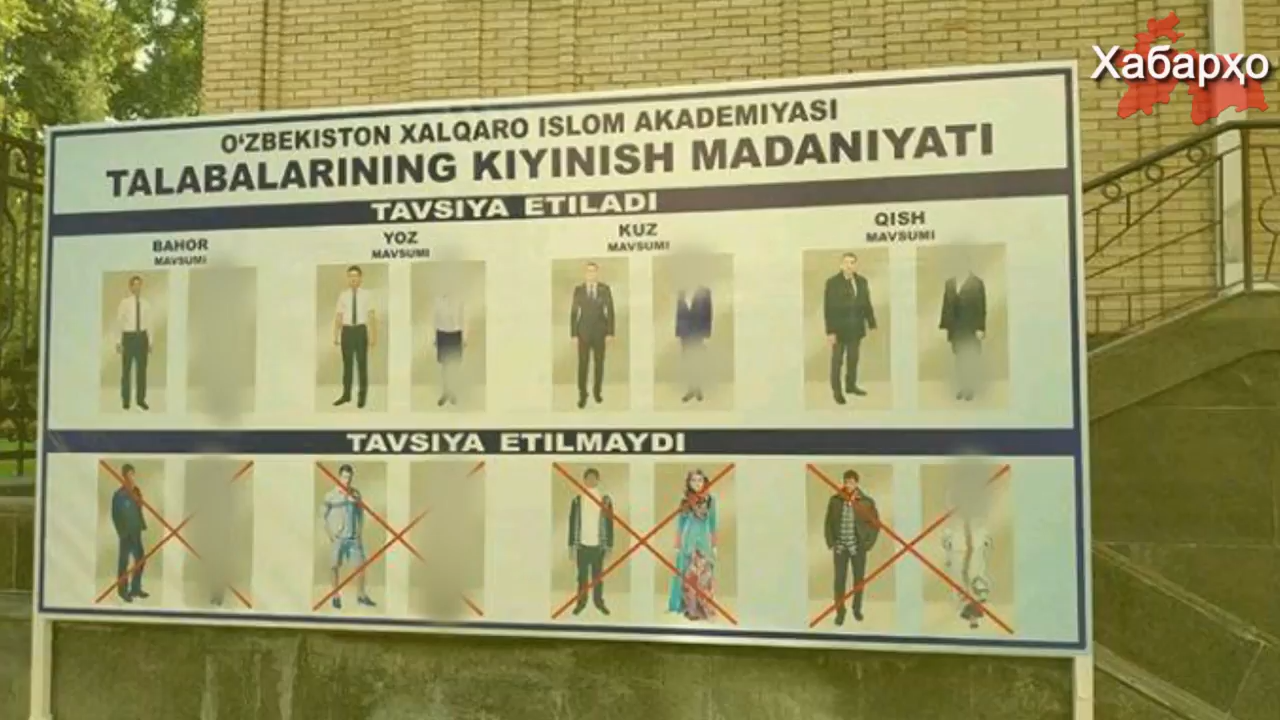 Хабарҳо
OʻZBEKISTON XALQARO ISLOM AKADEMIYASI
TALABALARINING KIYINISH MADANIYATI
TAVSIYA ETILADI
BAHOR
MAVSUMI
YOZ
MAVSUMI
KUZ
MAVSUMI
QISH
MAVSUMI
TAVSIYA ETILMAYDI